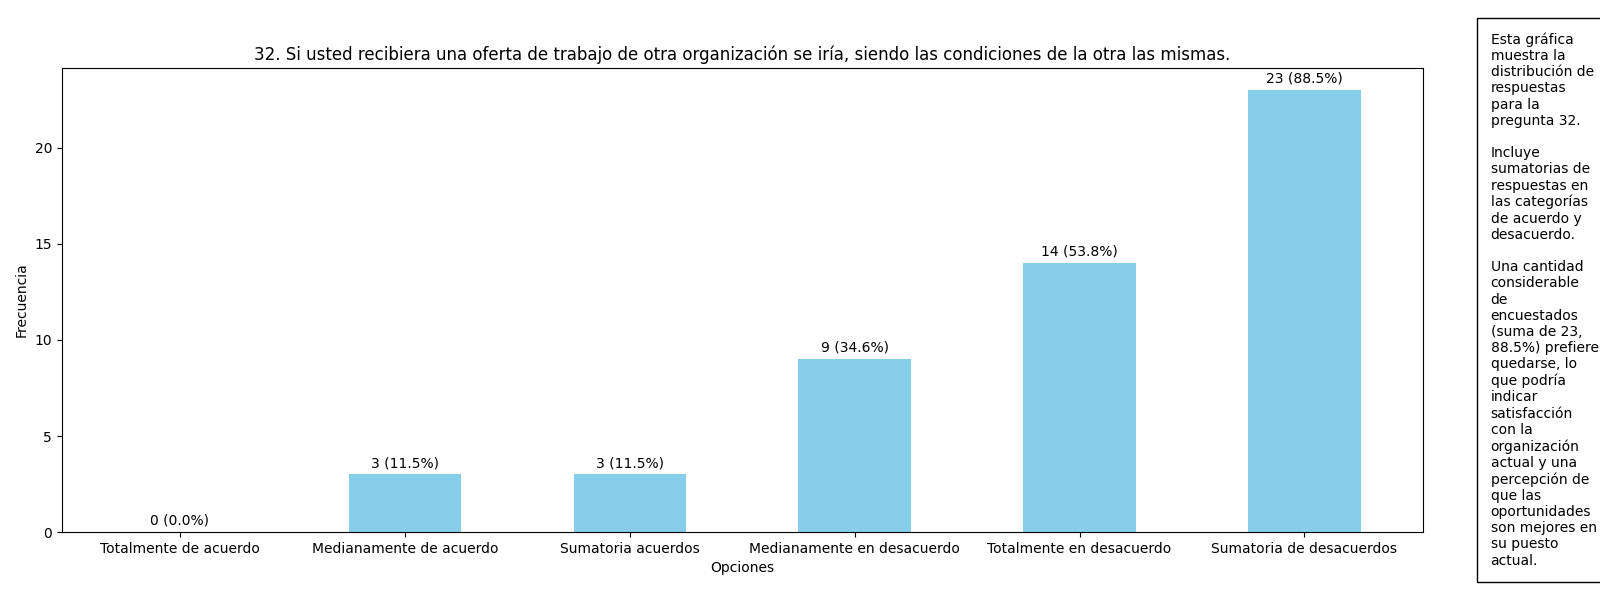 32. Si usted recibiera una oferta de trabajo de otra organización se iría, siendo las condiciones de la otra las mismas.
Frecuencia
20
15
10
5
0
0 (0.0%)
3 (11.5%)
3 (11.5%)
9 (34.6%)
14 (53.8%)
23 (88.5%)
Totalmente de acuerdo
Medianamente de acuerdo
Sumatoria acuerdos
Medianamente en desacuerdo
Totalmente en desacuerdo
Sumatoria de desacuerdos
Opciones
Esta gráfica
muestra la
distribución de
respuestas
para la
pregunta 32.
Incluye
sumatorias de
respuestas en
las categorías
de acuerdo y
desacuerdo.
Una cantidad
considerable
de
encuestados
(suma de 23,
88.5%) prefiere
quedarse, lo
que podría
indicar
satisfacción
con la
organización
actual y una
percepción de
que las
oportunidades
son mejores en
su puesto
actual.